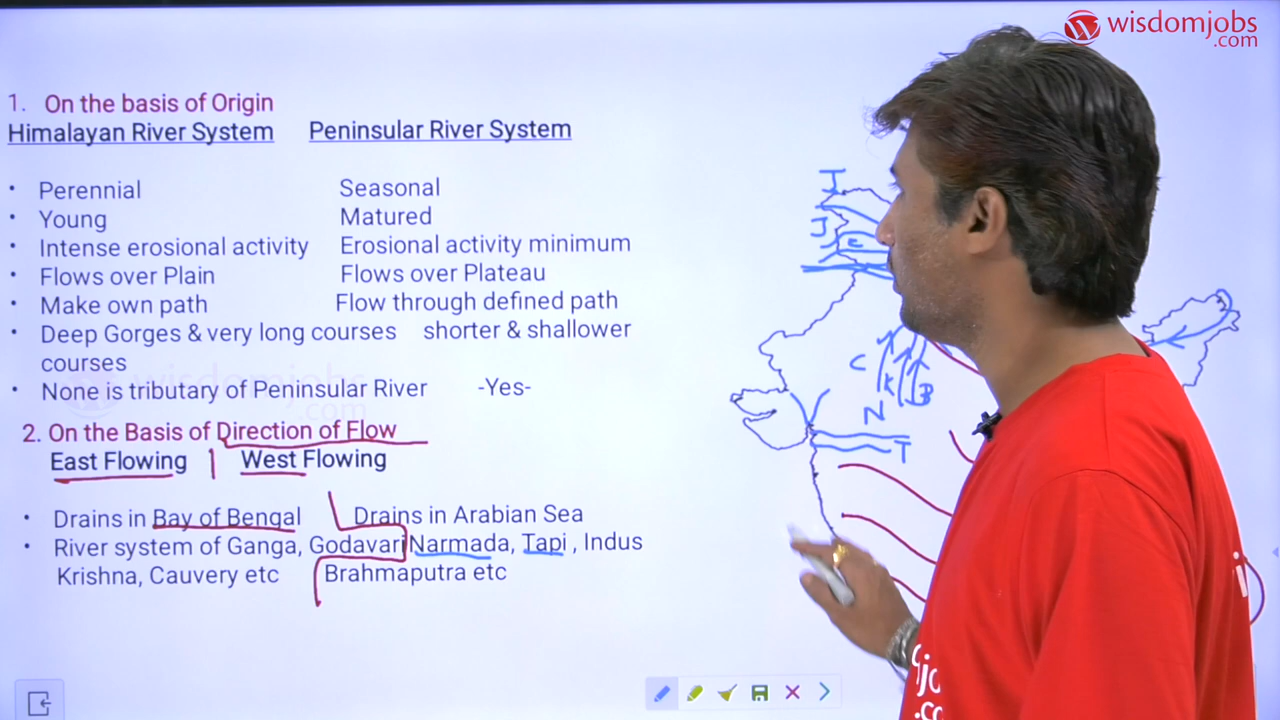 wisdomjobs
.com
1. On the basis of Origin
Himalayan River System Peninsular River System
• Perennial Seasonal
• Young Matured
• Intense erosional activity Erosional activity minimum
• Flows over Plain Flows over Plateau
• Make own path Flow through defined path
• Deep Gorges & very long courses shorter & shallower
courses
• None is tributary of Peninsular River -Yes-
2. On the Basis of Direction of Flow
East Flowing | West Flowing
• Drains in Bay of Bengal Drains in Arabian Sea
• River system of Ganga, Godavari Narmada, Tapi , Indus
Krishna, Cauvery etc Brahmaputra etc
I
J
C
C
K
B
N
T